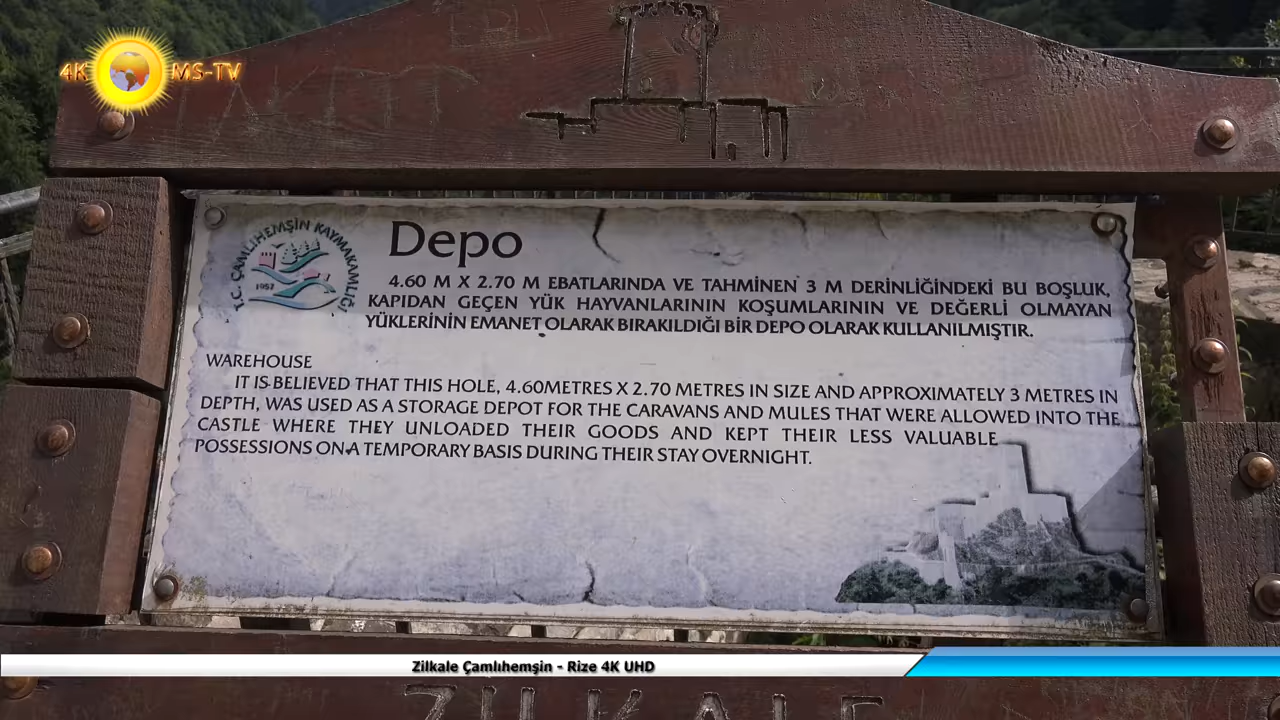 4K MS-TV
T.C. ÇAMLIHEMŞİN KAYMAKAMLIĞI
1957
Depo
4.60 M X 2.70 M EBATLARINDA VE TAHMİNEN 3 M DERİNLİĞİNDEKİ BU BOŞLUK,
KAPIDAN GEÇEN YÜK HAYVANLARININ KOŞUMLARININ VE DEĞERLİ OLMAYAN
YÜKLERİNİN EMANET OLARAK BIRAKILDIĞI BİR DEPO OLARAK KULLANILMIŞTIR.
WAREHOUSE
IT IS BELIEVED THAT THIS HOLE, 4.60METRES X 2.70 METRES IN SIZE AND APPROXIMATELY 3 METRES IN
DEPTH, WAS USED AS A STORAGE DEPOT FOR THE CARAVANS AND MULES THAT WERE ALLOWED INTO THE
CASTLE WHERE THEY UNLOADED THEIR GOODS AND KEPT THEIR LESS VALUABLE
POSSESSIONS ON A TEMPORARY BASIS DURING THEIR STAY OVERNIGHT.
Zilkale Çamlıhemşin - Rize 4K UHD
ZİLKALE